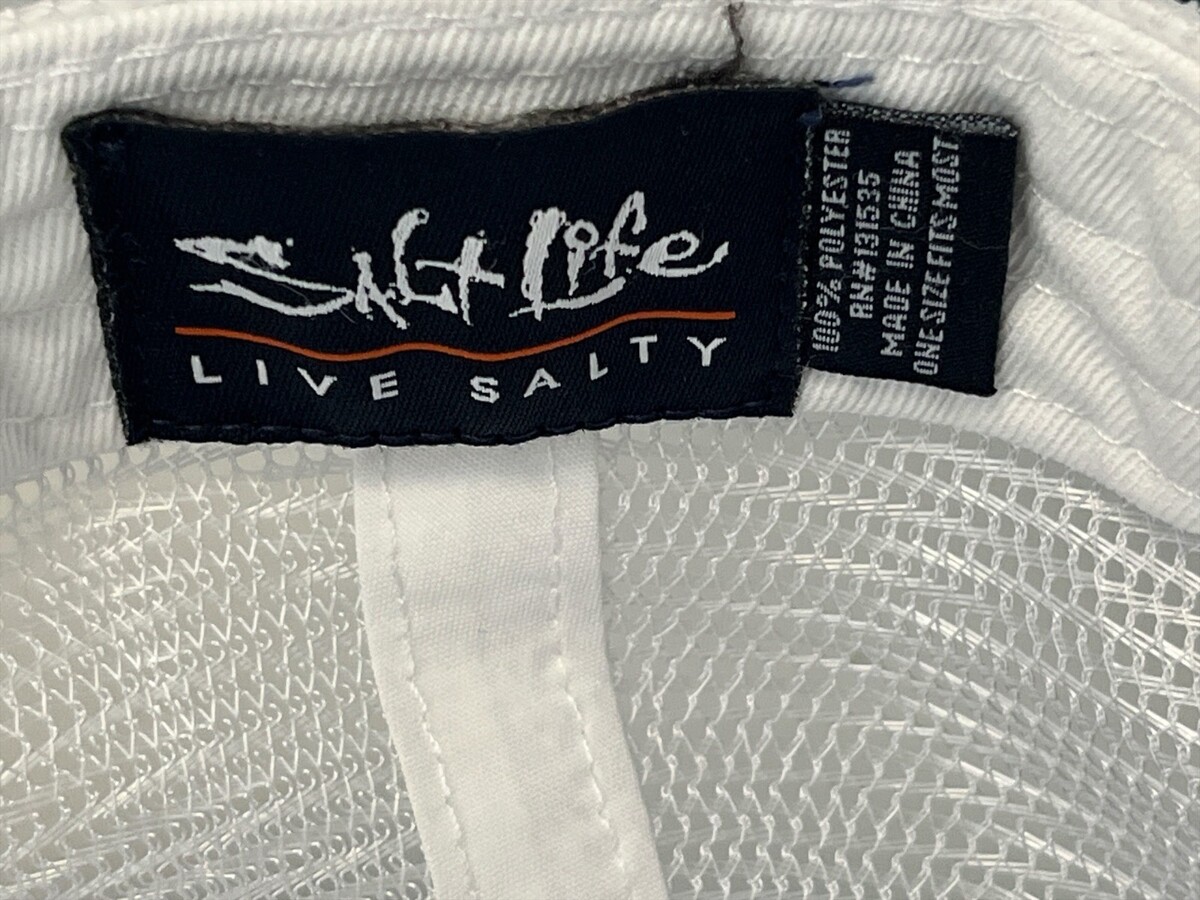 Salt Life
LIVE SALTY
100% POLYESTER
RN#131535
MADE IN CHINA
ONE SIZE FITS MOST